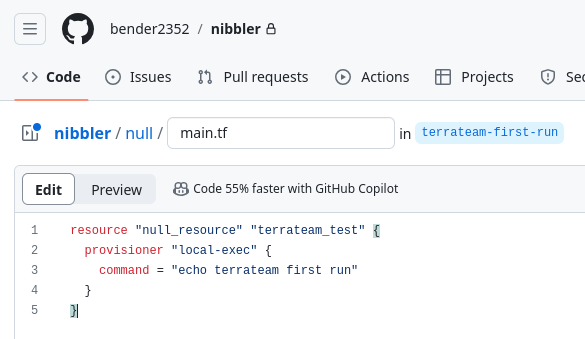 bender2352 / nibbler
Code Issues Pull requests Actions Projects Sec
nibbler / null / main.tf in terrateam-first-run
Edit Preview Code 55% faster with GitHub Copilot
1 resource "null_resource" "terrateam_test" {
2 provisioner "local-exec" {
3 command = "echo terrateam first run"
4 }
5 }